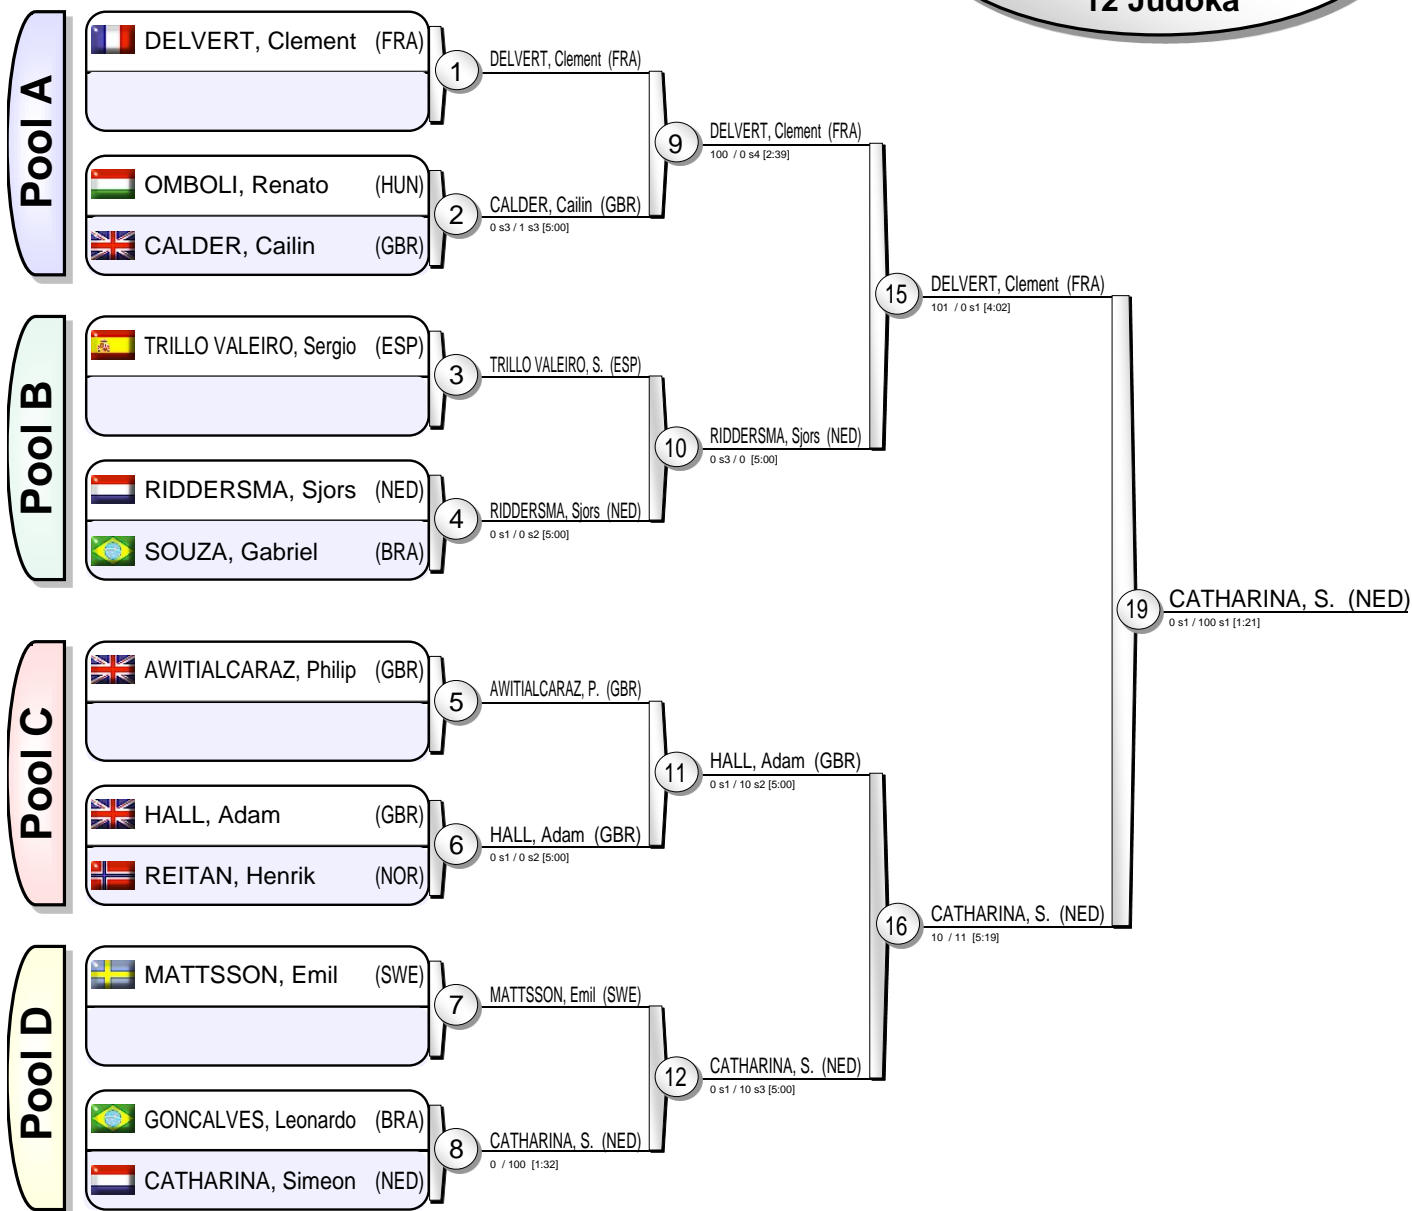 12 Judoka
Pool A
DELVERT, Clement (FRA)
1
DELVERT, Clement (FRA)
OMBOLI, Renato (HUN)
CALDER, Cailin (GBR)
2
CALDER, Cailin (GBR)
0 s3 / 1 s3 [5:00]
9
DELVERT, Clement (FRA)
100 / 0 s4 [2:39]
Pool B
TRILLO VALEIRO, Sergio (ESP)
3
TRILLO VALEIRO, S. (ESP)
RIDDERSMA, Sjors (NED)
SOUZA, Gabriel (BRA)
4
RIDDERSMA, Sjors (NED)
0 s1 / 0 s2 [5:00]
10
RIDDERSMA, Sjors (NED)
0 s3 / 0 [5:00]
15
DELVERT, Clement (FRA)
101 / 0 s1 [4:02]
Pool C
AWITIALCARAZ, Philip (GBR)
5
AWITIALCARAZ, P. (GBR)
HALL, Adam (GBR)
REITAN, Henrik (NOR)
6
HALL, Adam (GBR)
0 s1 / 0 s2 [5:00]
11
HALL, Adam (GBR)
0 s1 / 10 s2 [5:00]
Pool D
MATTSSON, Emil (SWE)
7
MATTSSON, Emil (SWE)
GONCALVES, Leonardo (BRA)
CATHARINA, Simeon (NED)
8
CATHARINA, S. (NED)
0 / 100 [1:32]
12
CATHARINA, S. (NED)
0 s1 / 10 s3 [5:00]
16
CATHARINA, S. (NED)
10 / 11 [5:19]
19
CATHARINA, S. (NED)
0 s1 / 100 s1 [1:21]